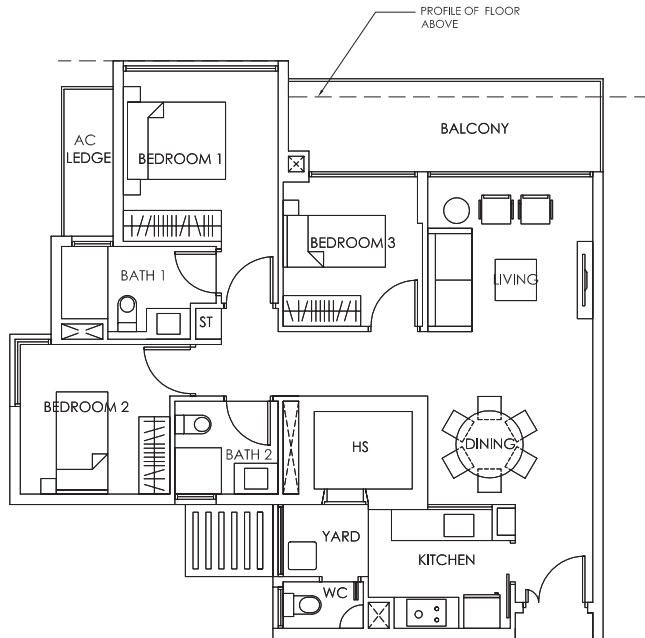 PROFILE OF FLOOR
ABOVE
BALCONY
AC
LEDGE
BEDROOM 1
BEDROOM 3
BATH 1
LIVING
ST
BEDROOM 2
DINING
BATH 2
HS
YARD
KITCHEN
WC